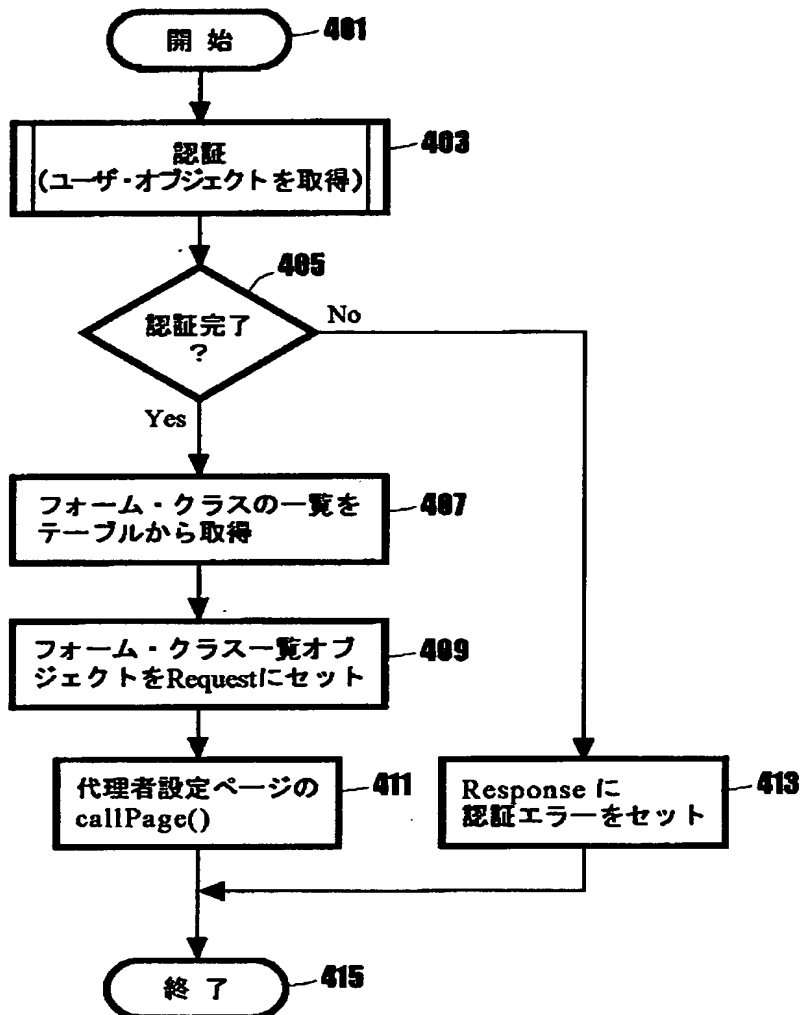 開 始
401
認証
(ユーザ・オブジェクトを取得)
403
認証完了
?
405
No
Yes
フォーム・クラスの一覧を
テーブルから取得
407
フォーム・クラス一覧オブ
ジェクトをRequestにセット
409
代理者設定ページの
callPage()
411
Response に
認証エラーをセット
413
終 了
415